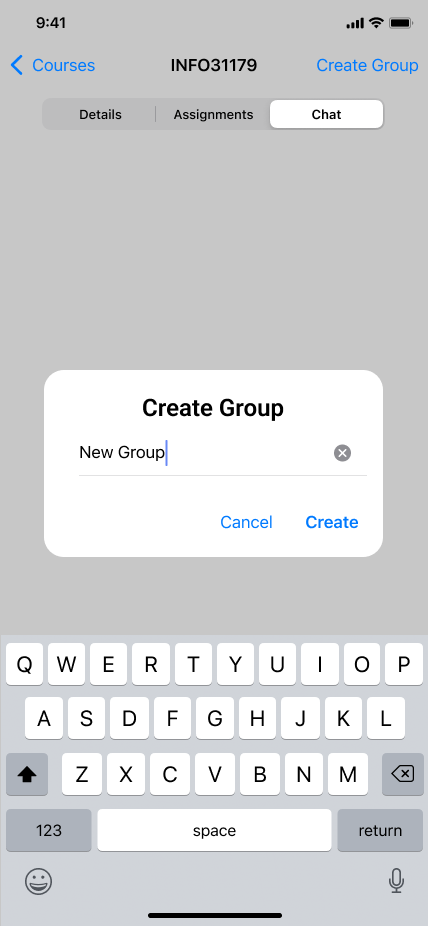 9:41
Courses INFO31179 Create Group
Details Assignments Chat
Create Group
New Group
Cancel Create
Q W E R T Y U I O P
A S D F G H J K L
Z X C V B N M
123 space return